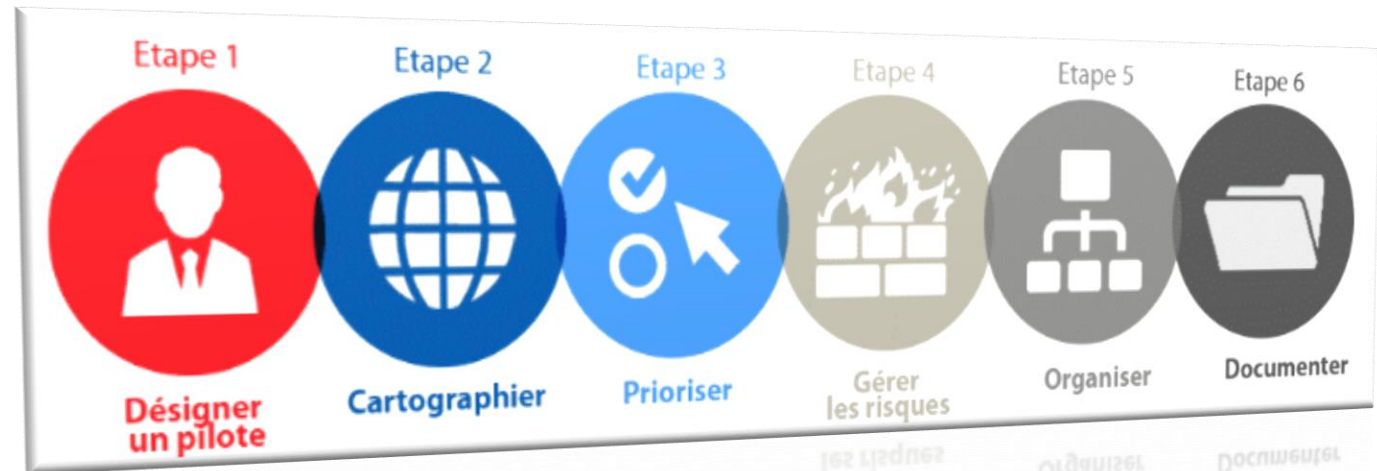 Etape 1
Désigner
un pilote
Etape 2
Cartographier
Etape 3
Prioriser
Etape 4
Gérer
les risques
Etape 5
Organiser
Etape 6
Documenter